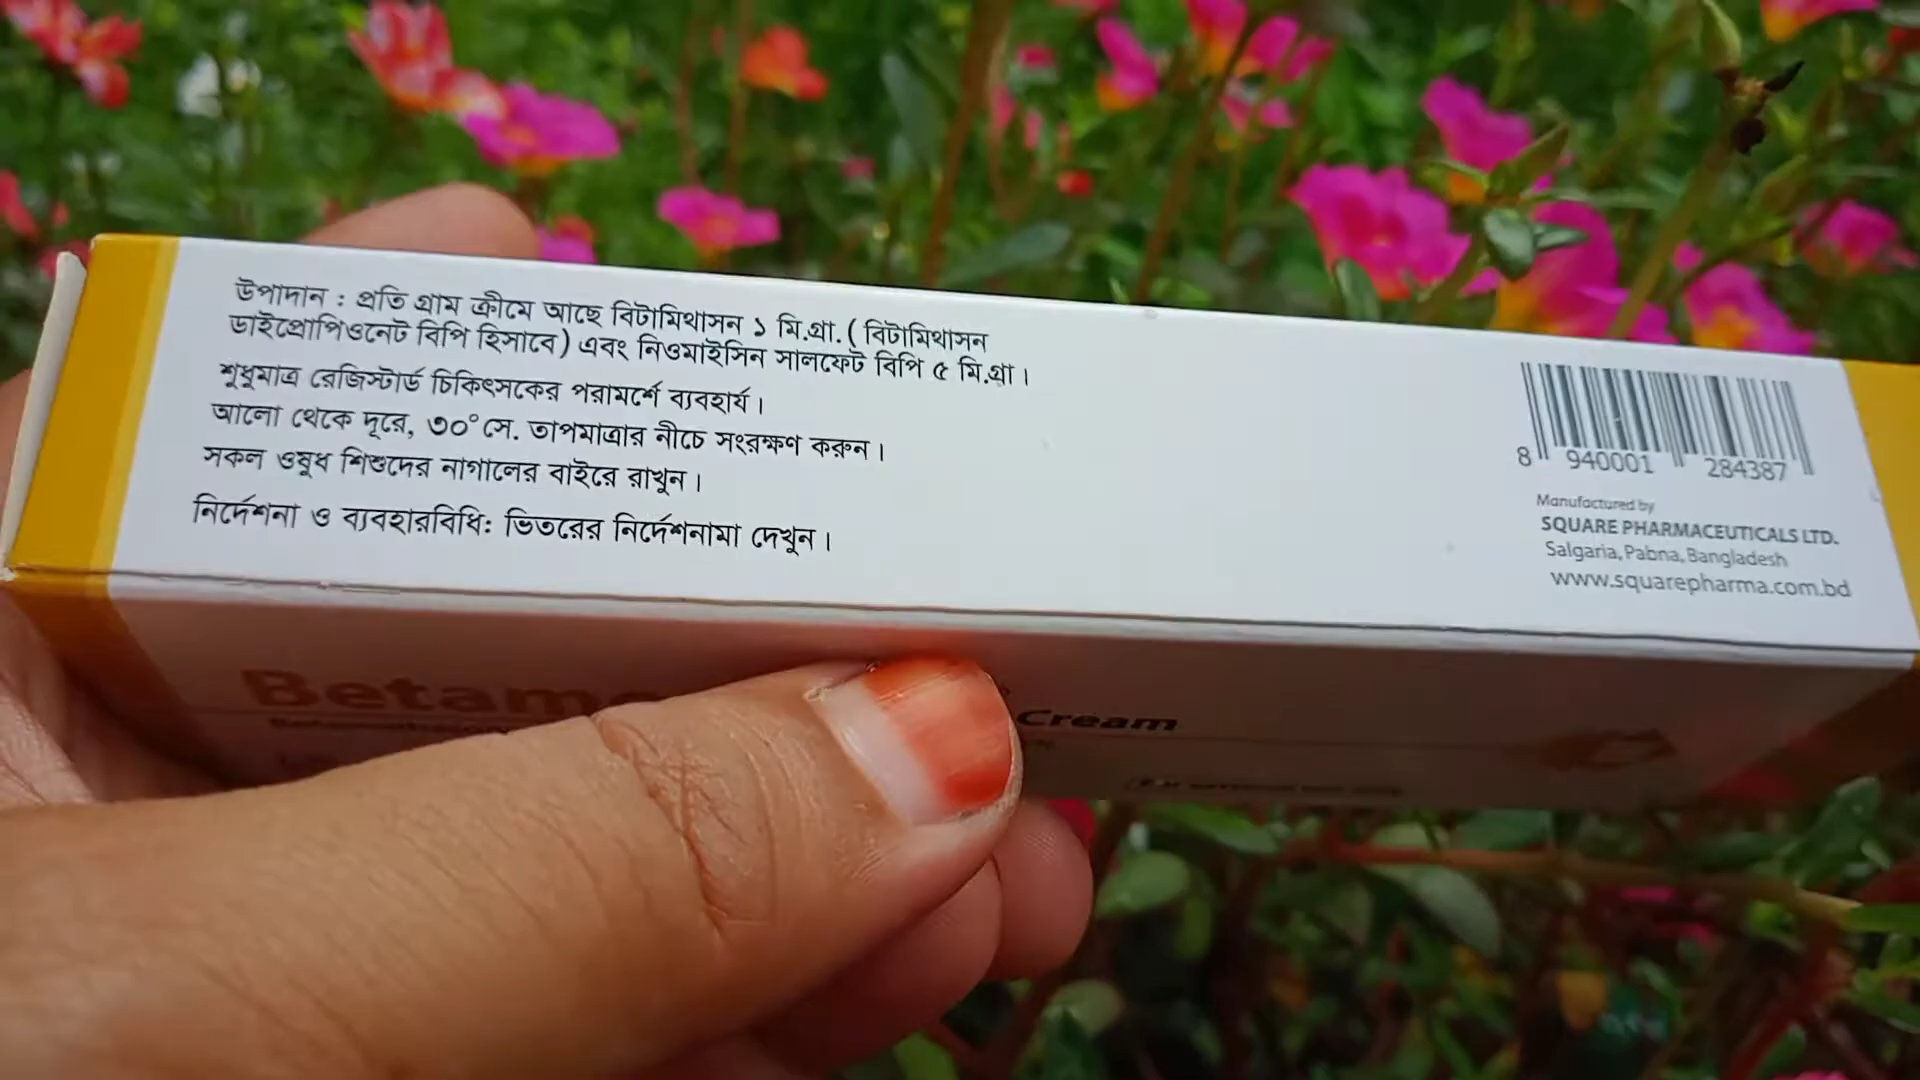 উপাদান : প্রতি গ্রাম ক্রীমে আছে বিটামিথাসন ১ মি.গ্রা. ( বিটামিথাসন
ডাইপ্রোপিওনেট বিপি হিসাবে) এবং নিওমাইসিন সালফেট বিপি ৫ মি.গ্রা।
শুধুমাত্র রেজিস্টার্ড চিকিৎসকের পরামর্শে ব্যবহার্য।
আলো থেকে দূরে, ৩০°সে. তাপমাত্রার নীচে সংরক্ষণ করুন।
সকল ওষুধ শিশুদের নাগালের বাইরে রাখুন।
নির্দেশনা ও ব্যবহারবিধি: ভিতরের নির্দেশনামা দেখুন।
8 940001 284387
Manufactured by
SQUARE PHARMACEUTICALS LTD.
Salgaria, Pabna, Bangladesh
www.squarepharma.com.bd
Cream